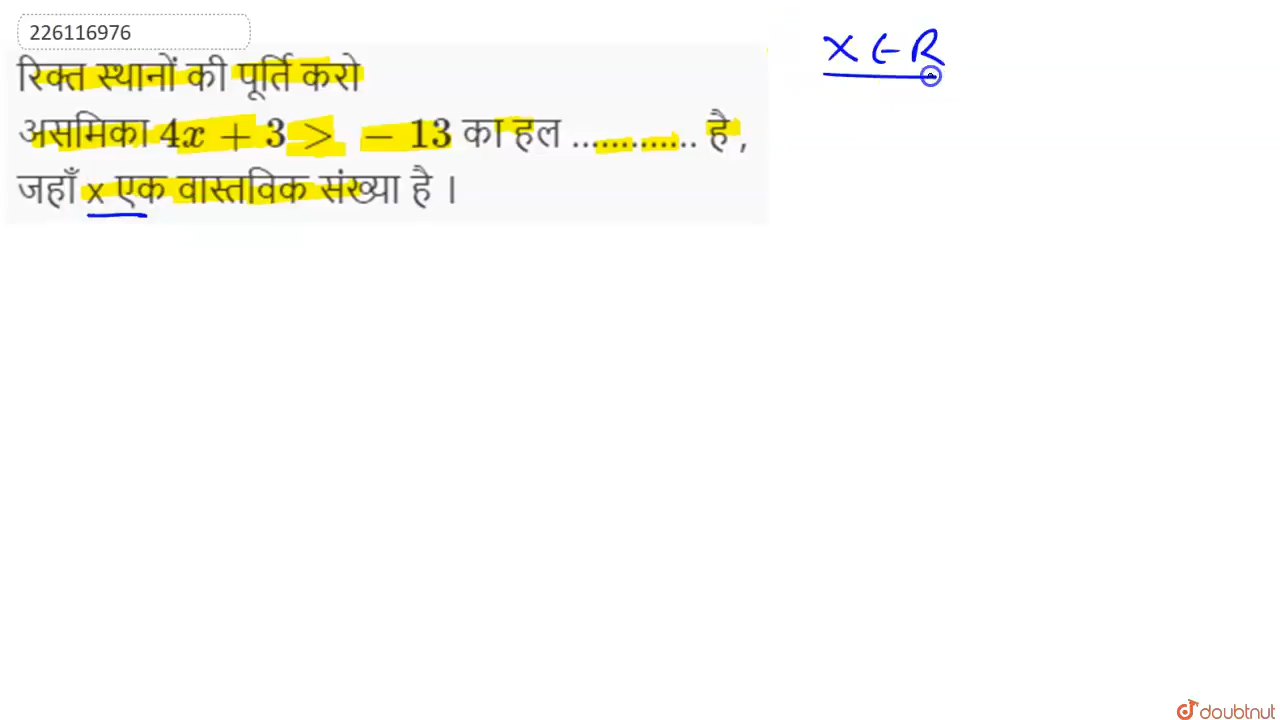 226116976
x ∈ R
रिक्त स्थानों की पूर्ति करो
असमिका 4x + 3 > − 13 का हल ............. है ,
जहाँ x एक वास्तविक संख्या है ।
doubtnut